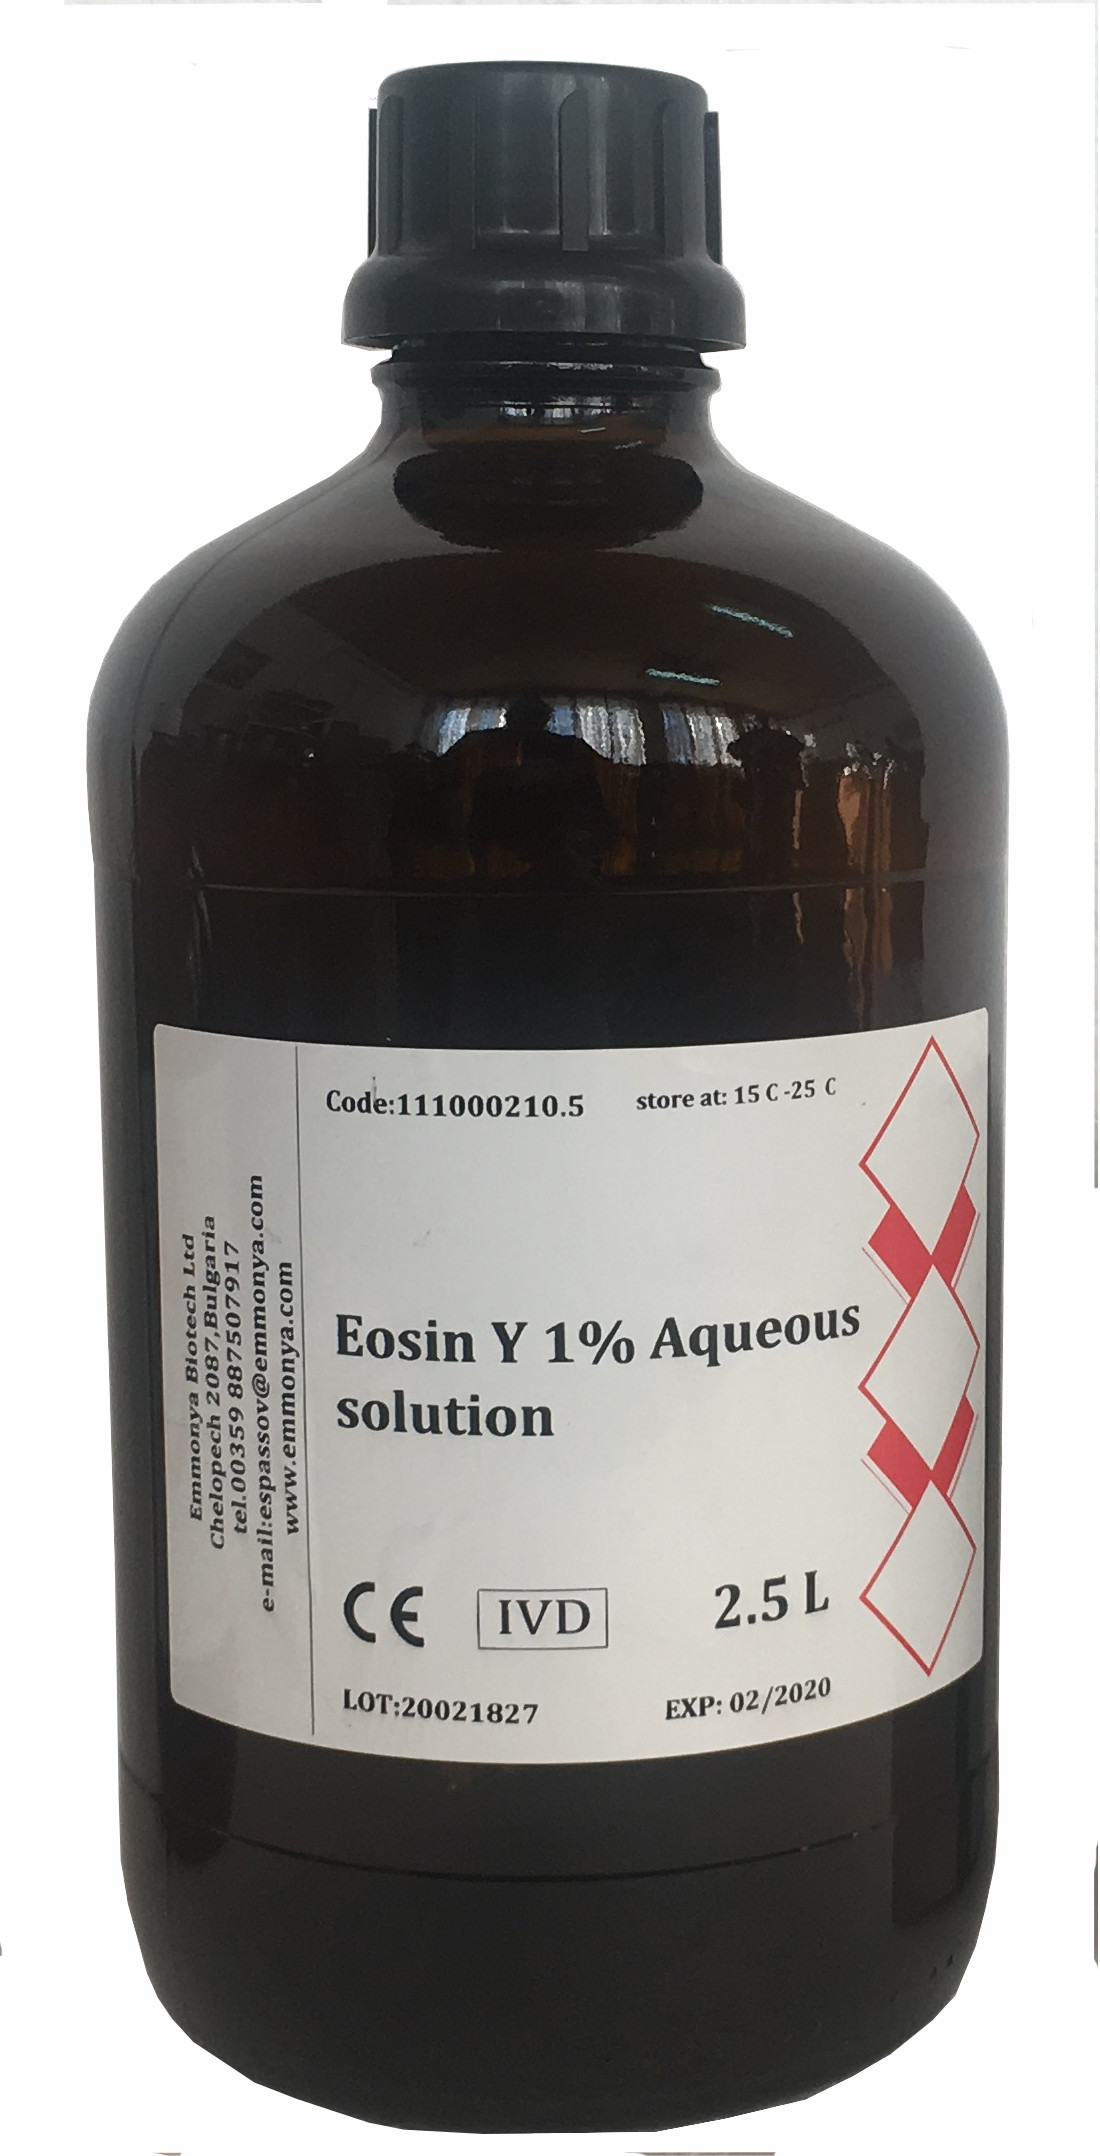 Code:111000210.5
store at: 15 C -25 C
Eosin Y 1% Aqueous
solution
CE
IVD
2.5 L
LOT:20021827
EXP: 02/2020
Emmonya Biotech Ltd
Chelopech 2087,Bulgaria
tel.00359 887507917
e-mail:espassov@emmonya.com
www.emmonya.com